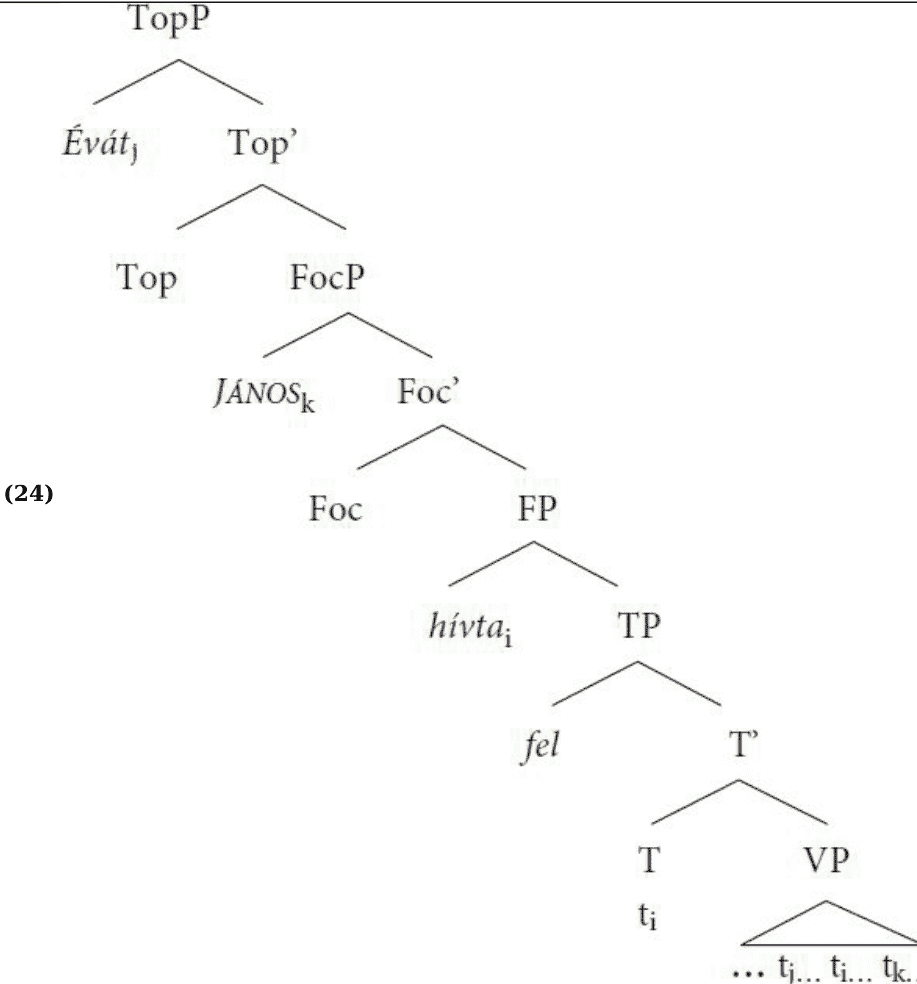 TopP
Évátj Top’
Top FocP
JÁNOSk Foc’
(24)
Foc FP
hívtai TP
fel T’
T VP
ti
... tj... ti... tk..